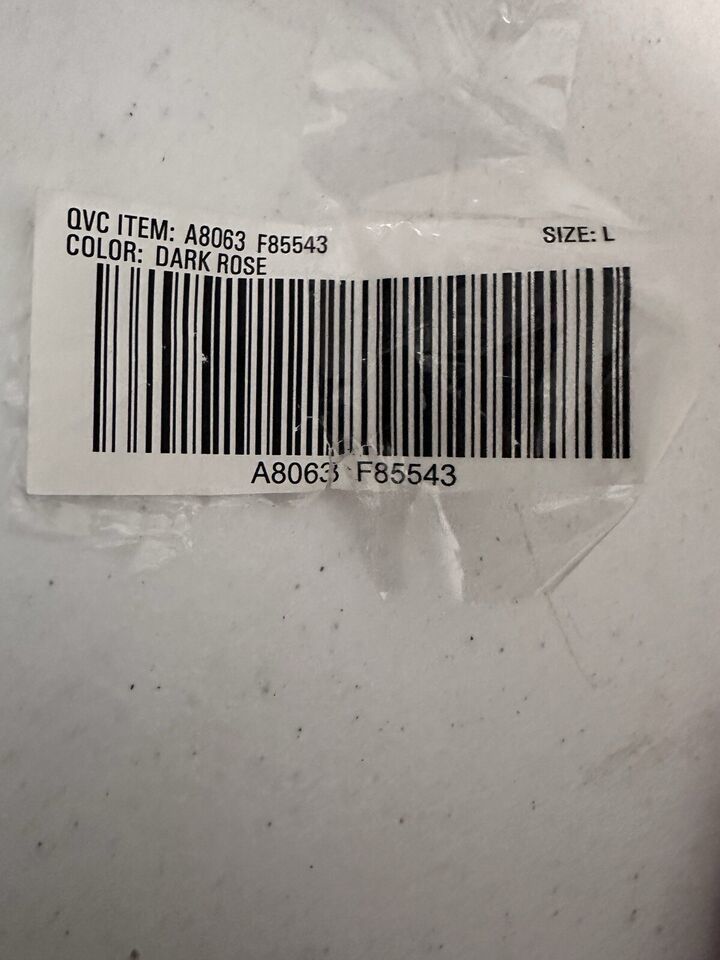 QVC ITEM: A8063 F85543
SIZE: L
COLOR: DARK ROSE
A8063 F85543